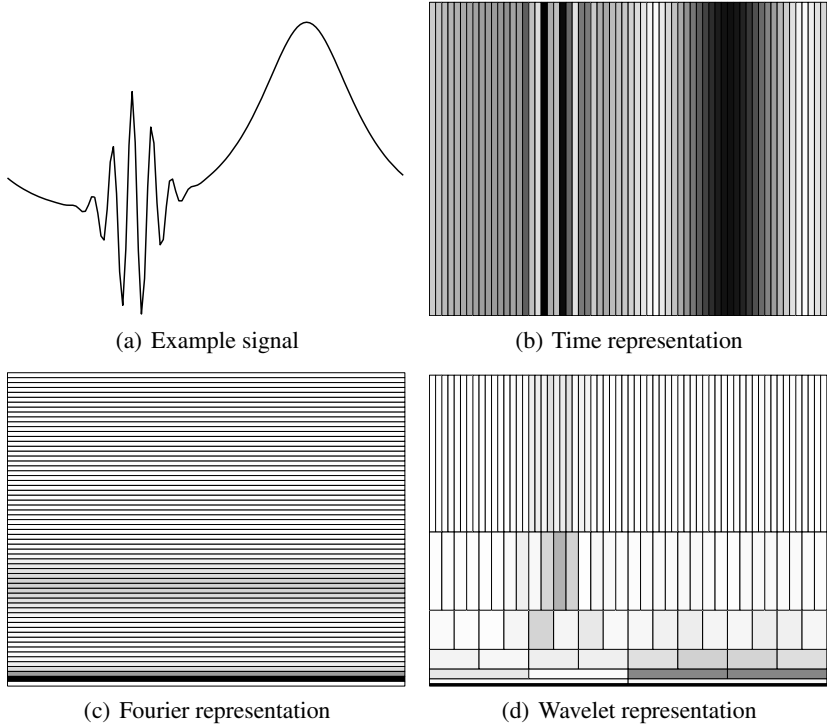 (a) Example signal
(b) Time representation
(c) Fourier representation
(d) Wavelet representation